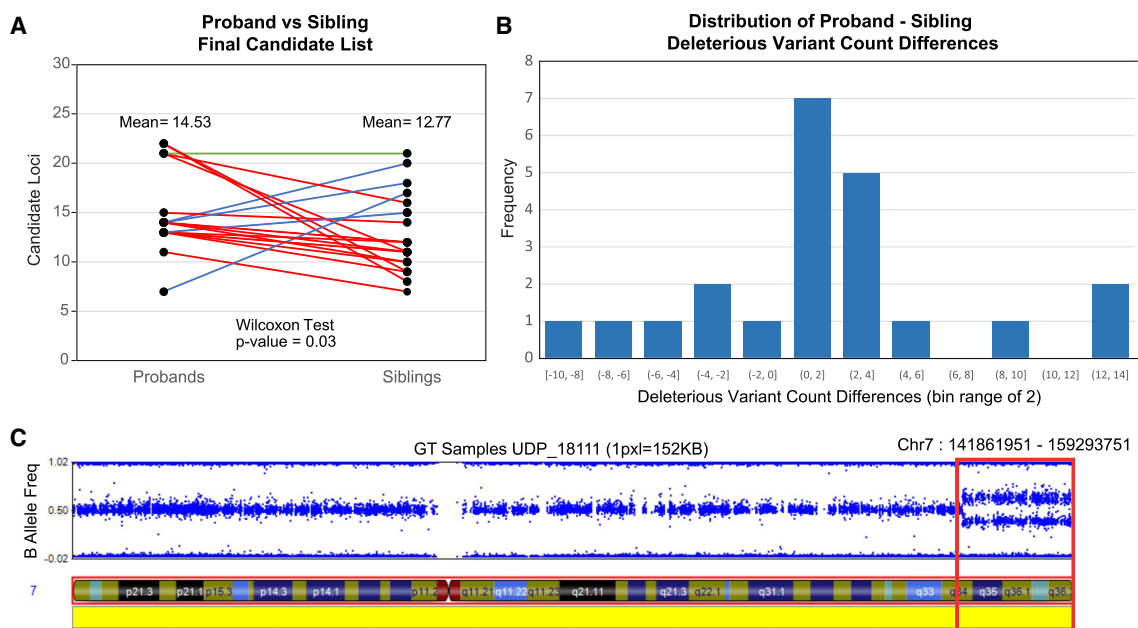 A
Proband vs Sibling
Final Candidate List
30
25
20
15
10
5
0
Candidate Loci
Mean= 14.53
Mean= 12.77
Wilcoxon Test
p-value = 0.03
Probands
Siblings
B
Distribution of Proband - Sibling
Deleterious Variant Count Differences
8
7
6
5
4
3
2
1
0
Frequency
[-10, -8]
(-8, -6]
(-6, -4]
(-4, -2]
(-2, 0]
(0, 2]
(2, 4]
(4, 6]
(6, 8]
(8, 10]
(10, 12]
(12, 14]
Deleterious Variant Count Differences (bin range of 2)
C
GT Samples UDP_18111 (1pxl=152KB)
Chr7 : 141861951 - 159293751
1.02
0.50
-0.02
B Allele Freq
7
p21.3
p21.1
p15.3
p14.3
p14.1
p11.2
q11.21
q11.22
q11.23
q21.11
q21.3
q22.1
q31.1
q33
q35
q36.1
q36.